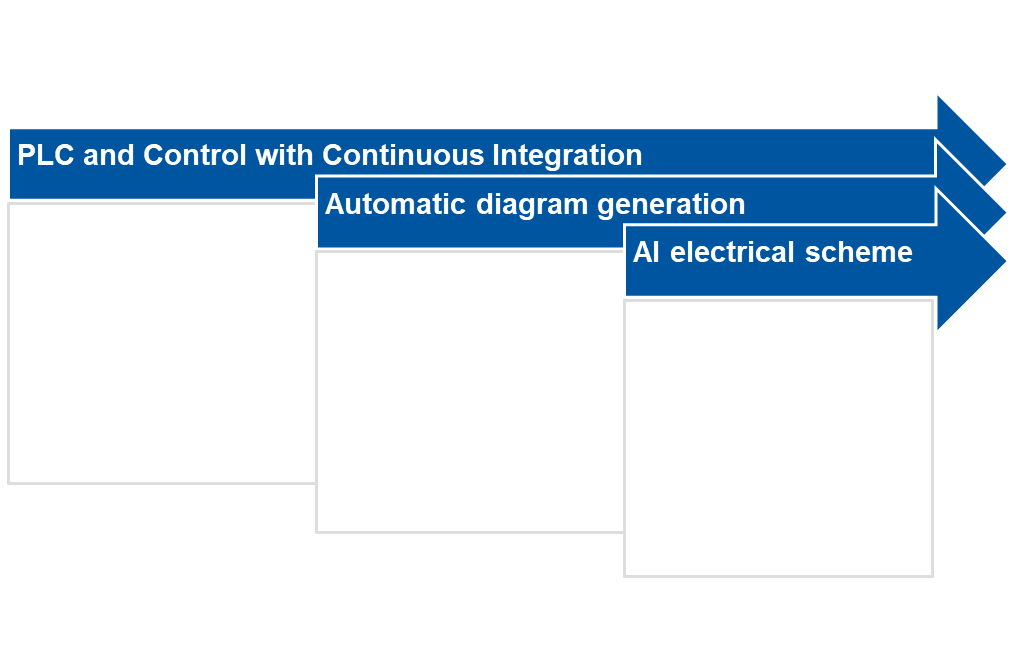 PLC and Control with Continuous Integration
Automatic diagram generation
AI electrical scheme